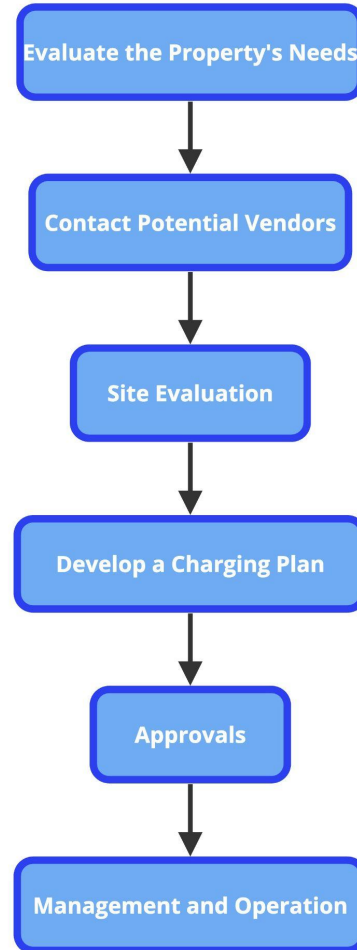 Evaluate the Property's Needs
Contact Potential Vendors
Site Evaluation
Develop a Charging Plan
Approvals
Management and Operation